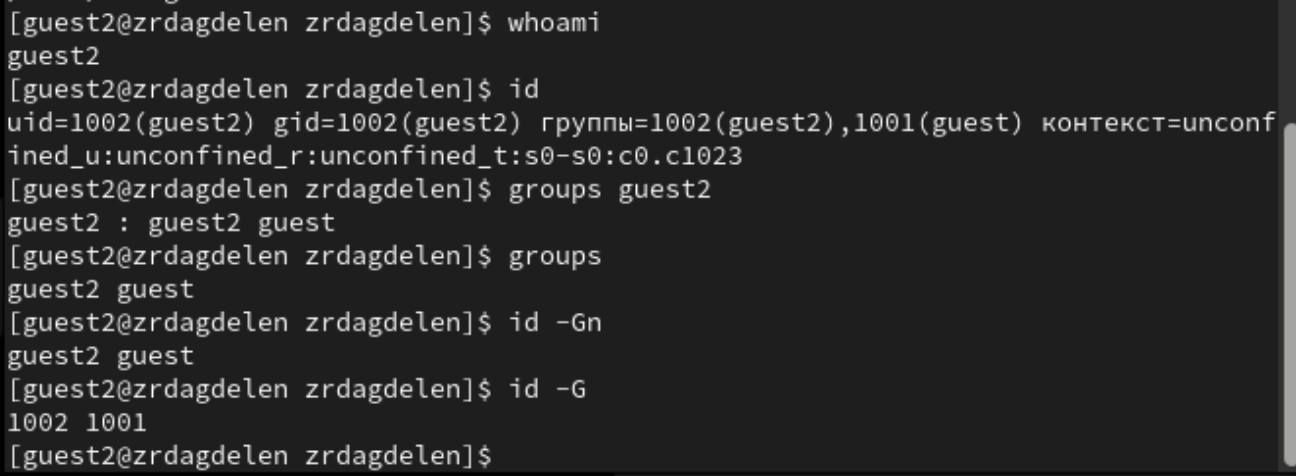 [guest2@zrdagdelen zrdagdelen]$ whoami
guest2
[guest2@zrdagdelen zrdagdelen]$ id
uid=1002(guest2) gid=1002(guest2) группы=1002(guest2),1001(guest) контекст=unconf
ined_u:unconfined_r:unconfined_t:s0-s0:c0.c1023
[guest2@zrdagdelen zrdagdelen]$ groups guest2
guest2 : guest2 guest
[guest2@zrdagdelen zrdagdelen]$ groups
guest2 guest
[guest2@zrdagdelen zrdagdelen]$ id -Gn
guest2 guest
[guest2@zrdagdelen zrdagdelen]$ id -G
1002 1001
[guest2@zrdagdelen zrdagdelen]$